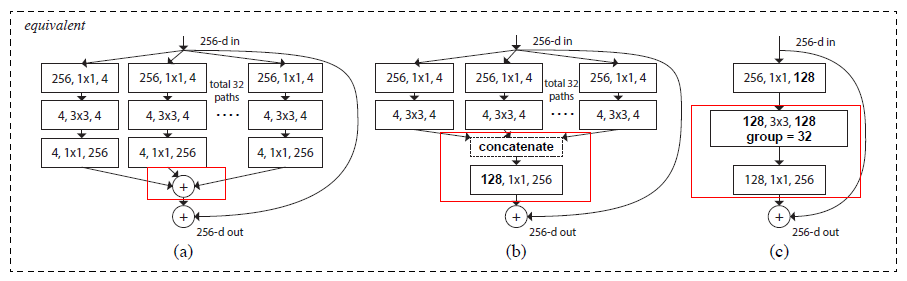 equivalent
256-d in
256, 1x1, 4
256, 1x1, 4
256, 1x1, 4
total 32
paths
....
4, 3x3, 4
4, 3x3, 4
4, 3x3, 4
4, 1x1, 256
4, 1x1, 256
4, 1x1, 256
+
+
256-d out
(a)
256-d in
256, 1x1, 4
256, 1x1, 4
256, 1x1, 4
total 32
paths
....
4, 3x3, 4
4, 3x3, 4
4, 3x3, 4
concatenate
128, 1x1, 256
+
256-d out
(b)
256-d in
256, 1x1, 128
128, 3x3, 128
group = 32
128, 1x1, 256
+
256-d out
(c)